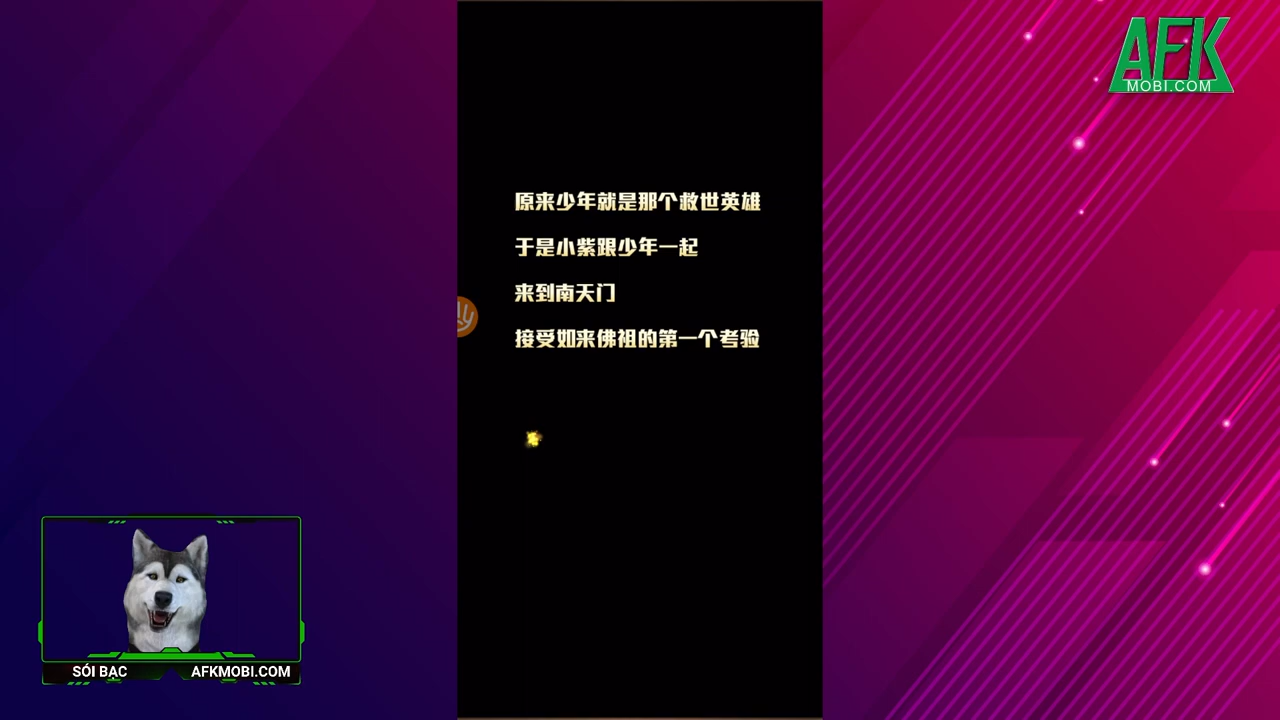 AFK
MOBI.COM
原来少年就是那个救世英雄
于是小紫跟少年一起
来到南天门
接受如来佛祖的第一个考验
SÓI BẠC
AFKMOBI.COM